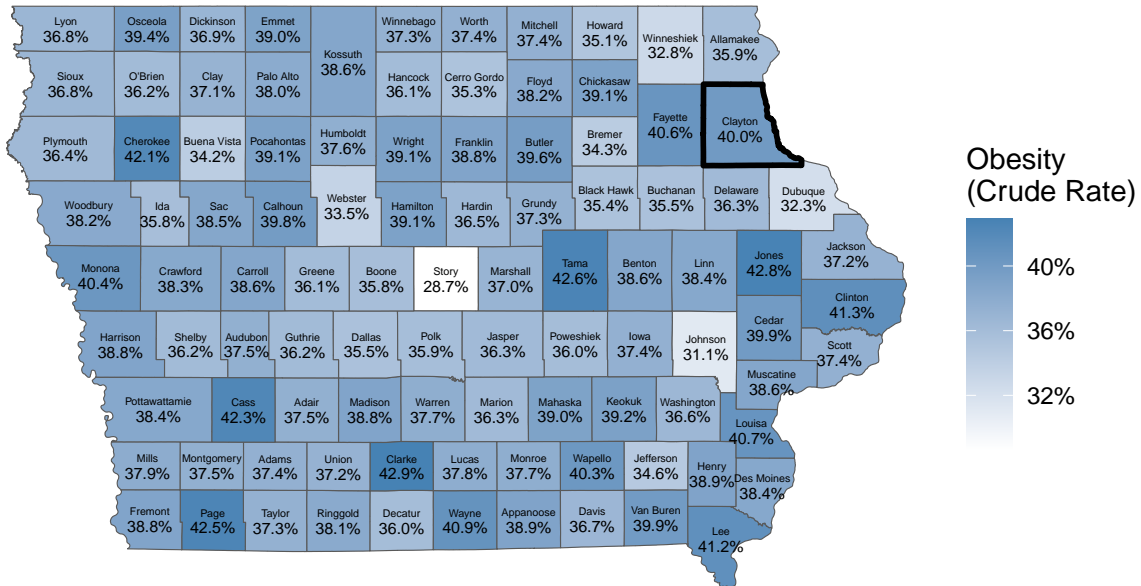 Lyon
36.8%
Osceola
39.4%
Dickinson
36.9%
Emmet
39.0%
Kossuth
38.6%
Winnebago
37.3%
Worth
37.4%
Mitchell
37.4%
Howard
35.1%
Winneshiek
32.8%
Allamakee
35.9%
Sioux
36.8%
O'Brien
36.2%
Clay
37.1%
Palo Alto
38.0%
Hancock
36.1%
Cerro Gordo
35.3%
Floyd
38.2%
Chickasaw
39.1%
Fayette
40.6%
Clayton
40.0%
Plymouth
36.4%
Cherokee
42.1%
Buena Vista
34.2%
Pocahontas
39.1%
Humboldt
37.6%
Wright
39.1%
Franklin
38.8%
Butler
39.6%
Bremer
34.3%
Woodbury
38.2%
Ida
35.8%
Sac
38.5%
Calhoun
39.8%
Webster
33.5%
Hamilton
39.1%
Hardin
36.5%
Grundy
37.3%
Black Hawk
35.4%
Buchanan
35.5%
Delaware
36.3%
Dubuque
32.3%
Monona
40.4%
Crawford
38.3%
Carroll
38.6%
Greene
36.1%
Boone
35.8%
Story
28.7%
Marshall
37.0%
Tama
42.6%
Benton
38.6%
Linn
38.4%
Jones
42.8%
Jackson
37.2%
Clinton
41.3%
Harrison
38.8%
Shelby
36.2%
Audubon
37.5%
Guthrie
36.2%
Dallas
35.5%
Polk
35.9%
Jasper
36.3%
Poweshiek
36.0%
Iowa
37.4%
Johnson
31.1%
Cedar
39.9%
Scott
37.4%
Muscatine
38.6%
Pottawattamie
38.4%
Cass
42.3%
Adair
37.5%
Madison
38.8%
Warren
37.7%
Marion
36.3%
Mahaska
39.0%
Keokuk
39.2%
Washington
36.6%
Louisa
40.7%
Mills
37.9%
Montgomery
37.5%
Adams
37.4%
Union
37.2%
Clarke
42.9%
Lucas
37.8%
Monroe
37.7%
Wapello
40.3%
Jefferson
34.6%
Henry
38.9%
Des Moines
38.4%
Fremont
38.8%
Page
42.5%
Taylor
37.3%
Ringgold
38.1%
Decatur
36.0%
Wayne
40.9%
Appanoose
38.9%
Davis
36.7%
Van Buren
39.9%
Lee
41.2%
Obesity
(Crude Rate)
40%
36%
32%